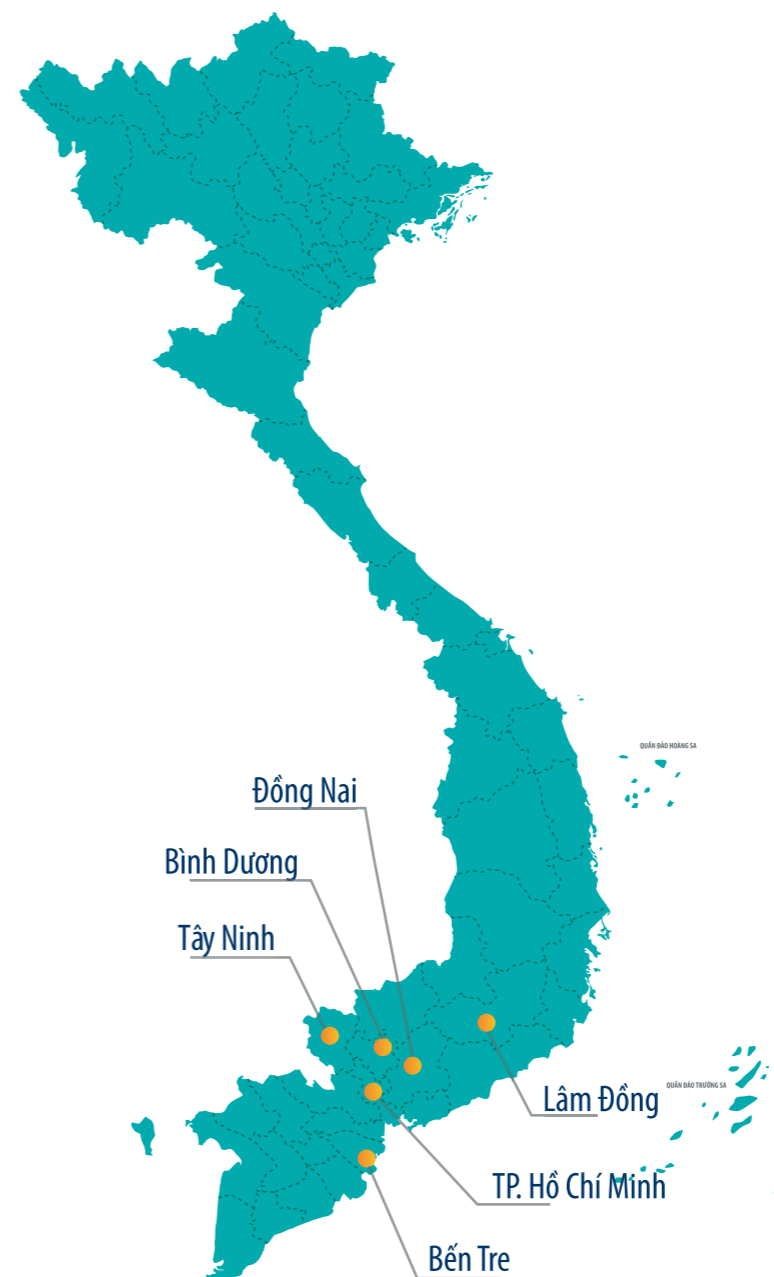 QUẦN ĐẢO HOÀNG SA
Đồng Nai
Bình Dương
Tây Ninh
QUẦN ĐẢO TRƯỜNG SA
Lâm Đồng
TP. Hồ Chí Minh
Bến Tre